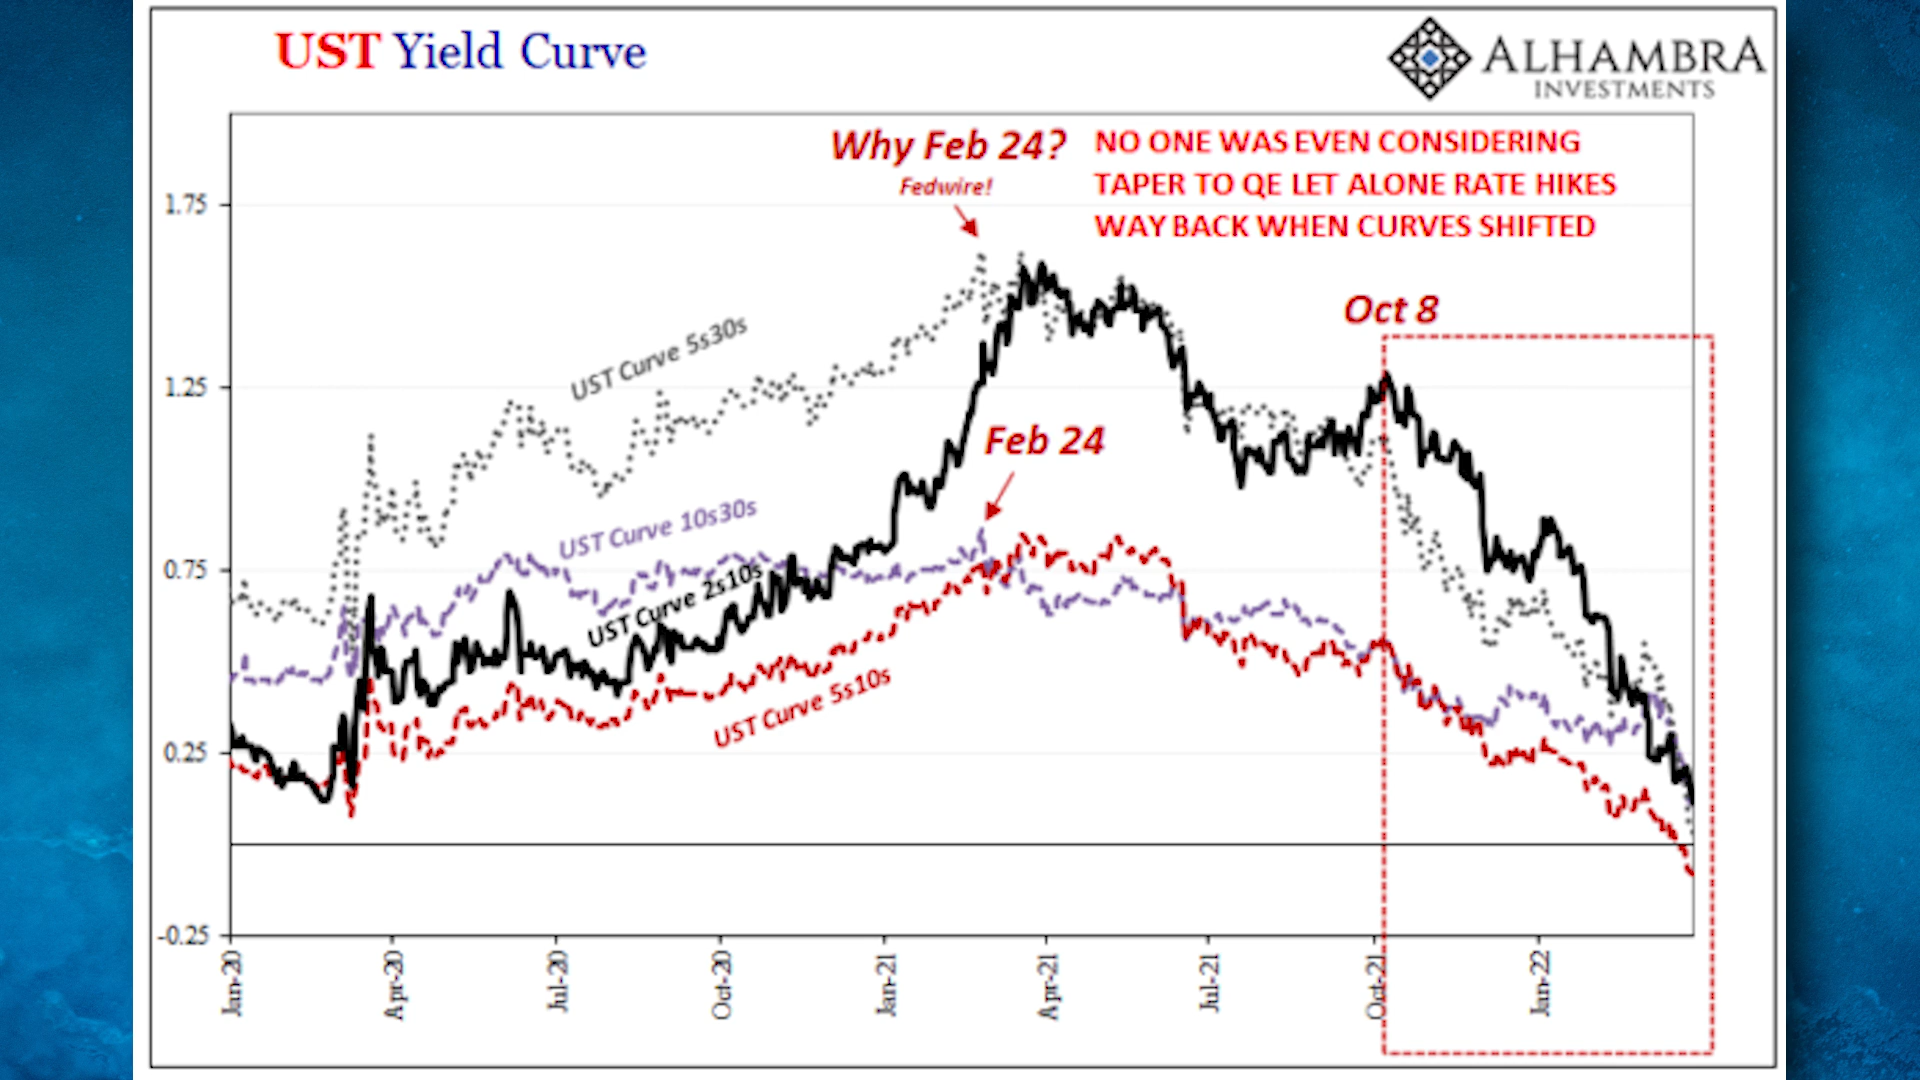 UST Yield Curve
ALHAMBRA
INVESTMENTS
Why Feb 24?
Fedwire!
NO ONE WAS EVEN CONSIDERING
TAPER TO QE LET ALONE RATE HIKES
WAY BACK WHEN CURVES SHIFTED
1.75
Oct 8
UST Curve 5s30s
1.25
Feb 24
UST Curve 10s30s
0.75
UST Curve 2s10s
UST Curve 5s10s
0.25
-0.25
Jan-20
Apr-20
Jul-20
Oct-20
Jan-21
Apr-21
Jul-21
Oct-21
Jan-22